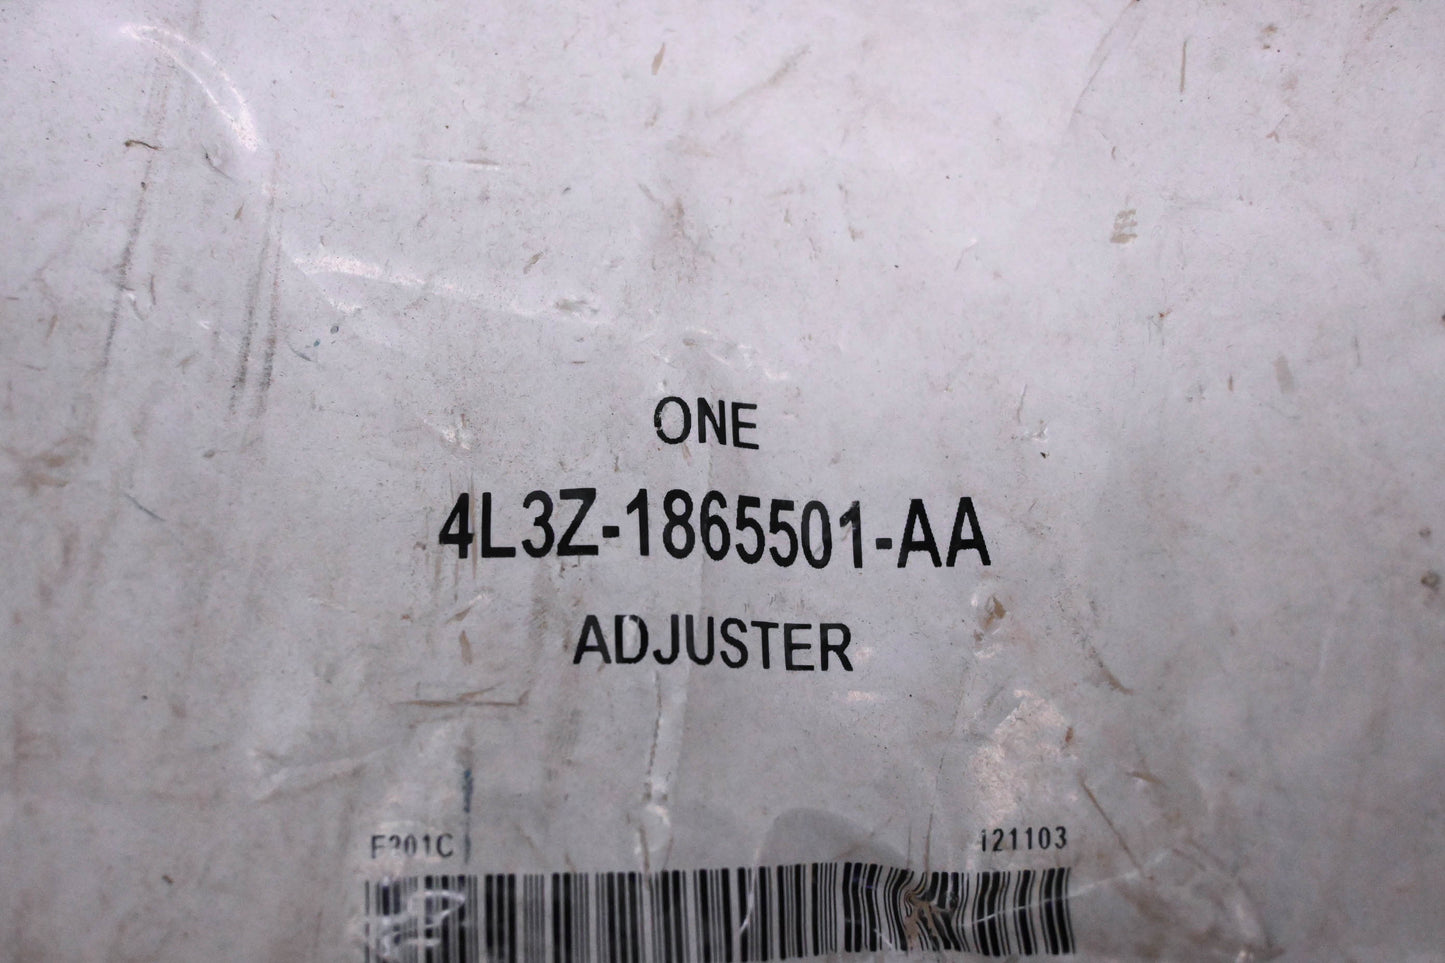 ONE
4L3Z-1865501-AA
ADJUSTER
121103